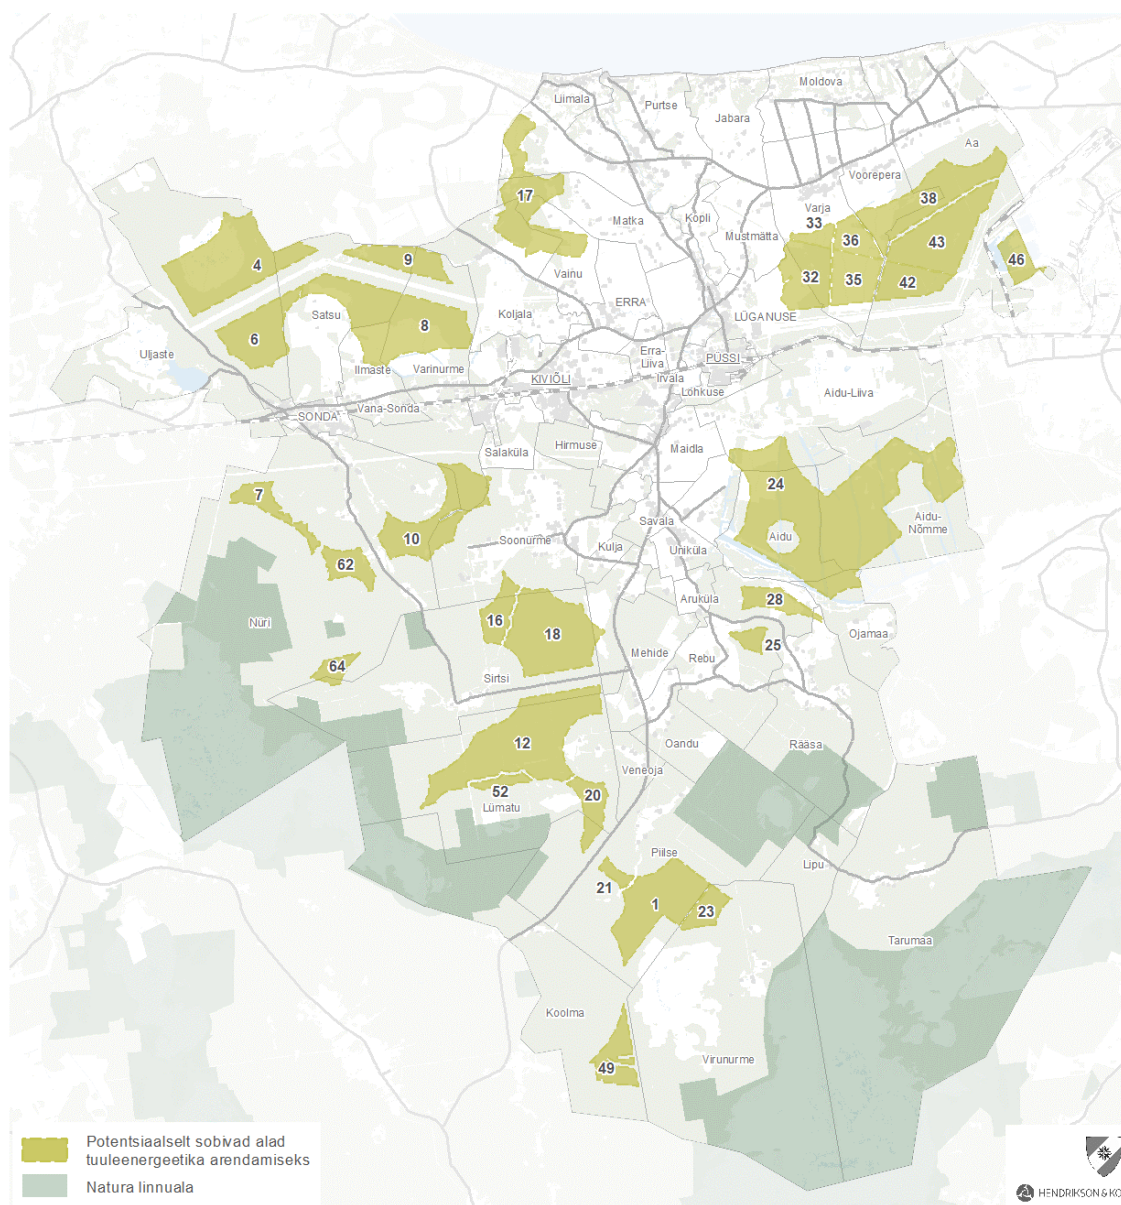 Moldova
Liimala
Purtse
Jabara
Aa
Voorepera
17
38
Varja
33
Matka
Kopli
Mustmätta
36
43
46
4
9
Vainu
32
35
42
ERRA
Koljala
LÜGANUSE
Satsu
8
6
Uljaste
Ilmaste
Varinurme
Erra-
Liiva
PÜSSI
KIVIÕLI
Irvala
Lohkuse
Aidu-Liiva
SONDA
Vana-Sonda
Hirmuse
Salaküla
Maidla
7
24
Aidu-
Nõmme
Savala
10
Soonurme
Aidu
Kulja
Uniküla
62
Aruküla
28
Nüri
16
18
Ojamaa
25
Mehide
Rebu
64
Sirtsi
12
Oandu
Rääsa
Veneoja
52
20
Lümatu
Piilse
Lipu
21
1
23
Tarumaa
Koolma
Virunurme
49
Potentsiaalselt sobivad alad
tuuleenergeetika arendamiseks
Natura linnuala
HENDRIKSON & KO